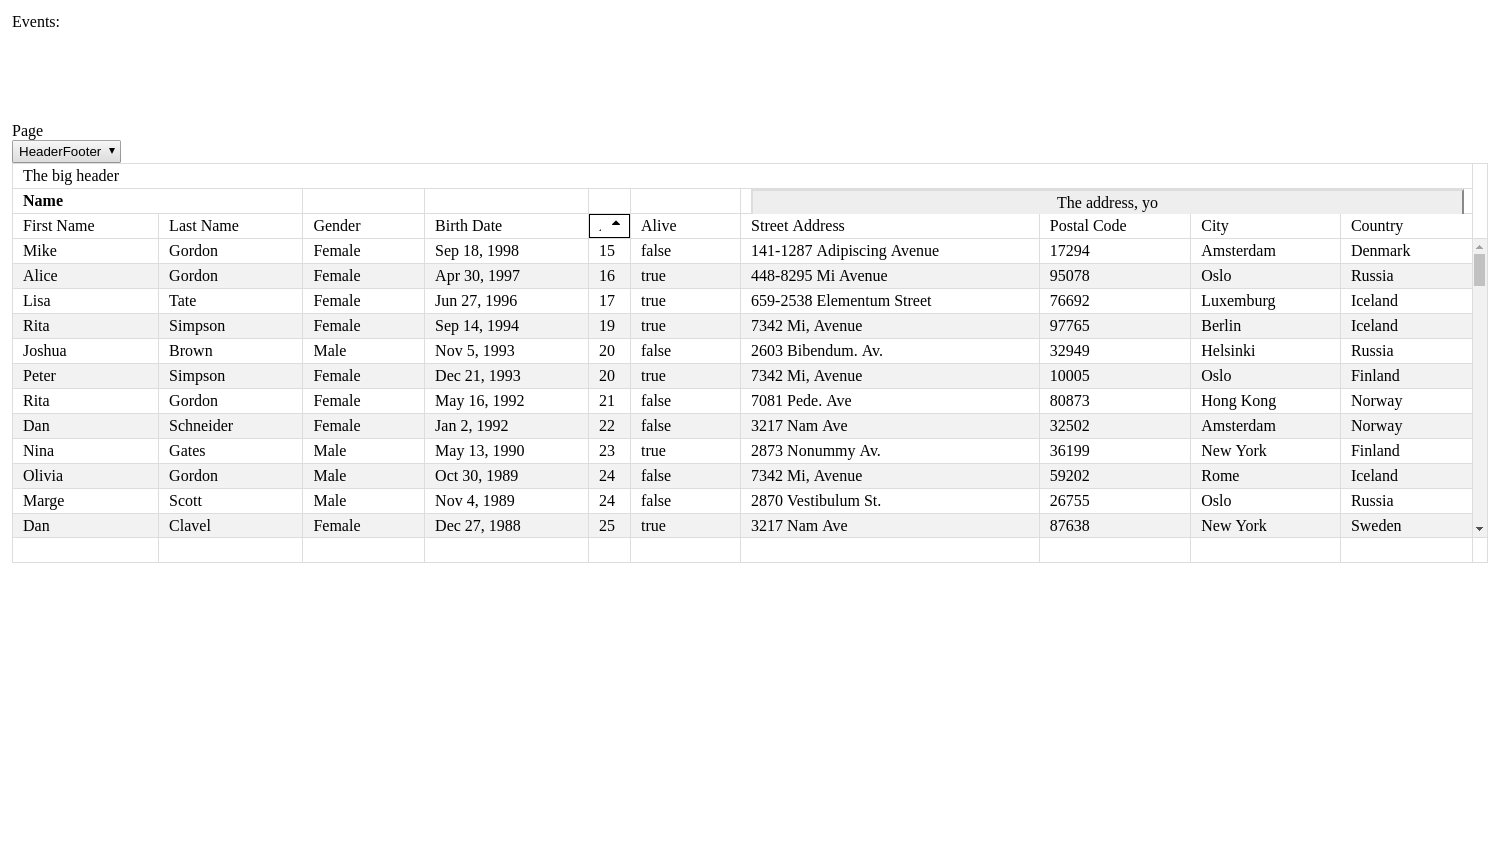 Events:
Page
HeaderFooter
The big header
Name The address, yo
First Name Last Name Gender Birth Date . Alive Street Address Postal Code City Country
Mike Gordon Female Sep 18, 1998 15 false 141-1287 Adipiscing Avenue 17294 Amsterdam Denmark
Alice Gordon Female Apr 30, 1997 16 true 448-8295 Mi Avenue 95078 Oslo Russia
Lisa Tate Female Jun 27, 1996 17 true 659-2538 Elementum Street 76692 Luxemburg Iceland
Rita Simpson Female Sep 14, 1994 19 true 7342 Mi, Avenue 97765 Berlin Iceland
Joshua Brown Male Nov 5, 1993 20 false 2603 Bibendum. Av. 32949 Helsinki Russia
Peter Simpson Female Dec 21, 1993 20 true 7342 Mi, Avenue 10005 Oslo Finland
Rita Gordon Female May 16, 1992 21 false 7081 Pede. Ave 80873 Hong Kong Norway
Dan Schneider Female Jan 2, 1992 22 false 3217 Nam Ave 32502 Amsterdam Norway
Nina Gates Male May 13, 1990 23 true 2873 Nonummy Av. 36199 New York Finland
Olivia Gordon Male Oct 30, 1989 24 false 7342 Mi, Avenue 59202 Rome Iceland
Marge Scott Male Nov 4, 1989 24 false 2870 Vestibulum St. 26755 Oslo Russia
Dan Clavel Female Dec 27, 1988 25 true 3217 Nam Ave 87638 New York Sweden